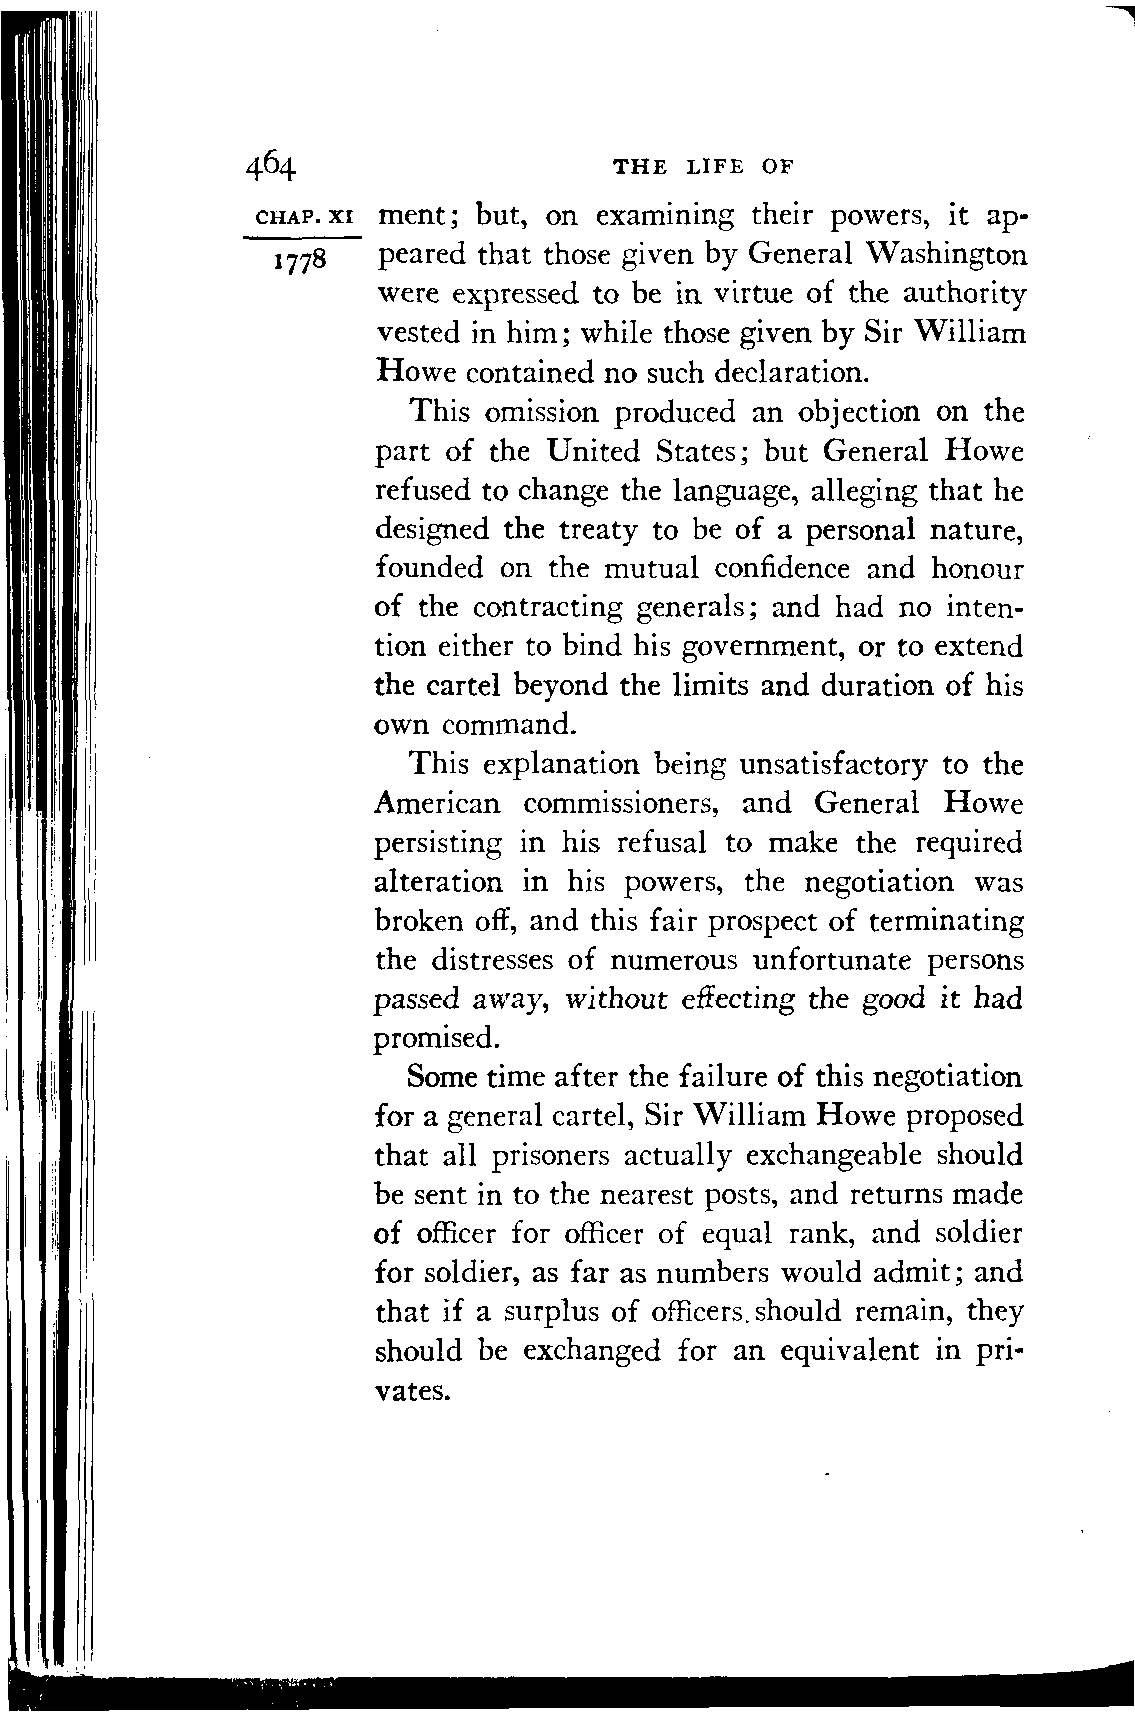 464 THE LIFE OF
CHAP. XI ment; but, on examining their powers, it ap-
1778 peared that those given by General Washington
were expressed to be in virtue of the authority
vested in him; while those given by Sir William
Howe contained no such declaration.
This omission produced an objection on the
part of the United States; but General Howe
refused to change the language, alleging that he
designed the treaty to be of a personal nature,
founded on the mutual confidence and honour
of the contracting generals; and had no inten-
tion either to bind his government, or to extend
the cartel beyond the limits and duration of his
own command.
This explanation being unsatisfactory to the
American commissioners, and General Howe
persisting in his refusal to make the required
alteration in his powers, the negotiation was
broken off, and this fair prospect of terminating
the distresses of numerous unfortunate persons
passed away, without effecting the good it had
promised.
Some time after the failure of this negotiation
for a general cartel, Sir William Howe proposed
that all prisoners actually exchangeable should
be sent in to the nearest posts, and returns made
of officer for officer of equal rank, and soldier
for soldier, as far as numbers would admit; and
that if a surplus of officers should remain, they
should be exchanged for an equivalent in pri-
vates.